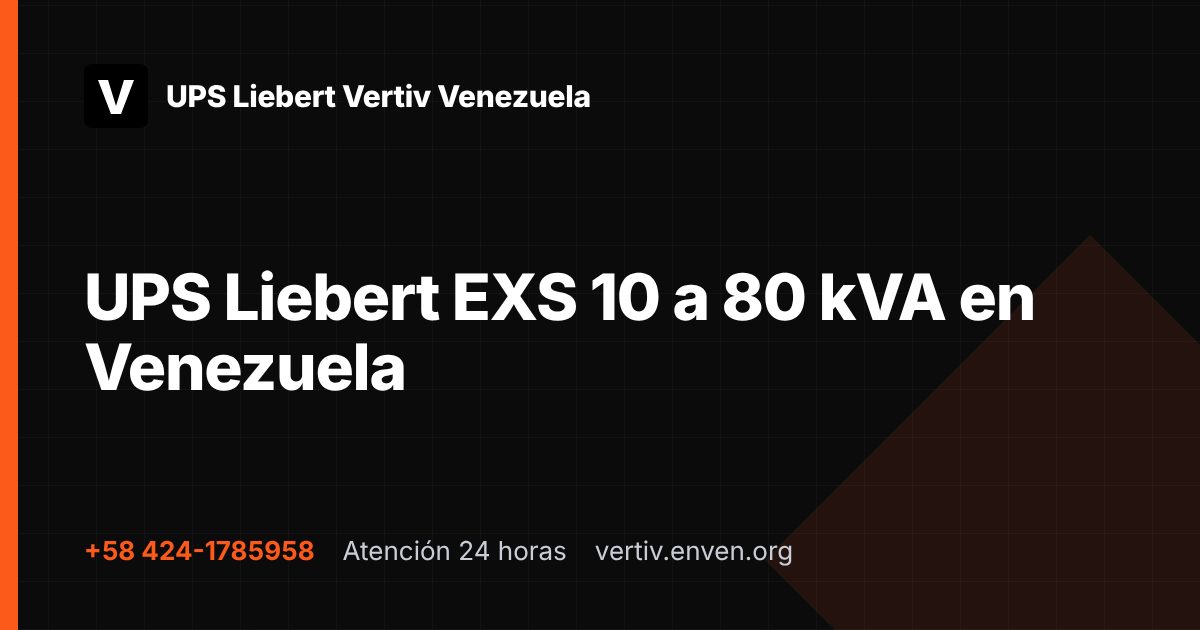 V
UPS Liebert Vertiv Venezuela
UPS Liebert EXS 10 a 80 kVA en
Venezuela
+58 424-1785958 Atención 24 horas vertiv.enven.org